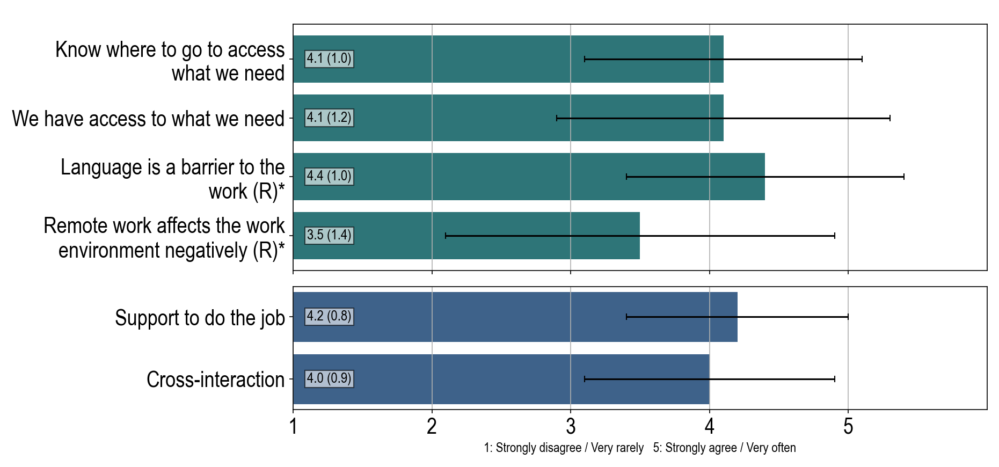 Know where to go to access
what we need
4.1 (1.0)
We have access to what we need
4.1 (1.2)
Language is a barrier to the
work (R)*
4.4 (1.0)
Remote work affects the work
environment negatively (R)*
3.5 (1.4)
Support to do the job
4.2 (0.8)
Cross-interaction
4.0 (0.9)
1 2 3 4 5
1: Strongly disagree / Very rarely 5: Strongly agree / Very often